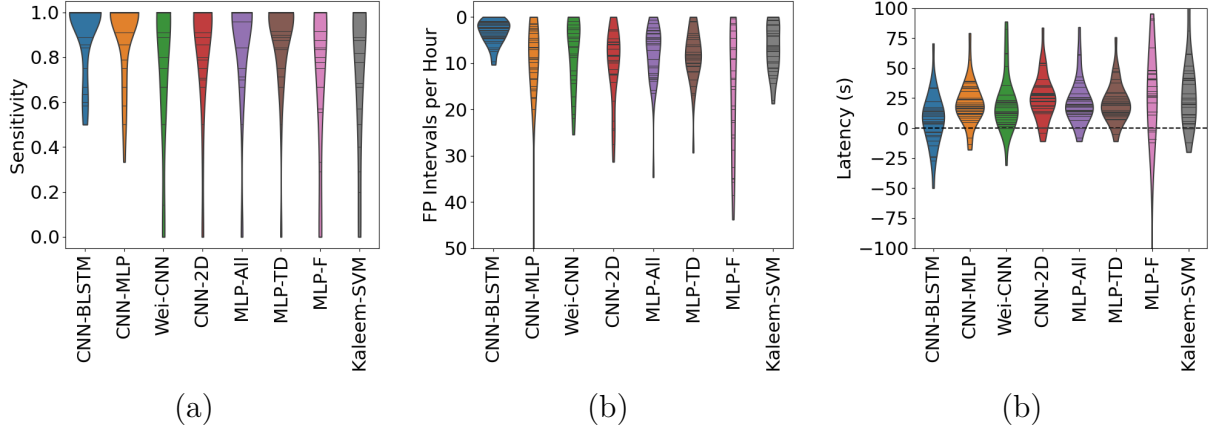 Sensitivity
1.0
0.8
0.6
0.4
0.2
0.0
CNN-BLSTM
CNN-MLP
Wei-CNN
CNN-2D
MLP-All
MLP-TD
MLP-F
Kaleem-SVM
(a)
FP Intervals per Hour
0
10
20
30
40
50
CNN-BLSTM
CNN-MLP
Wei-CNN
CNN-2D
MLP-All
MLP-TD
MLP-F
Kaleem-SVM
(b)
Latency (s)
100
75
50
25
0
−25
−50
−75
−100
CNN-BLSTM
CNN-MLP
Wei-CNN
CNN-2D
MLP-All
MLP-TD
MLP-F
Kaleem-SVM
(b)